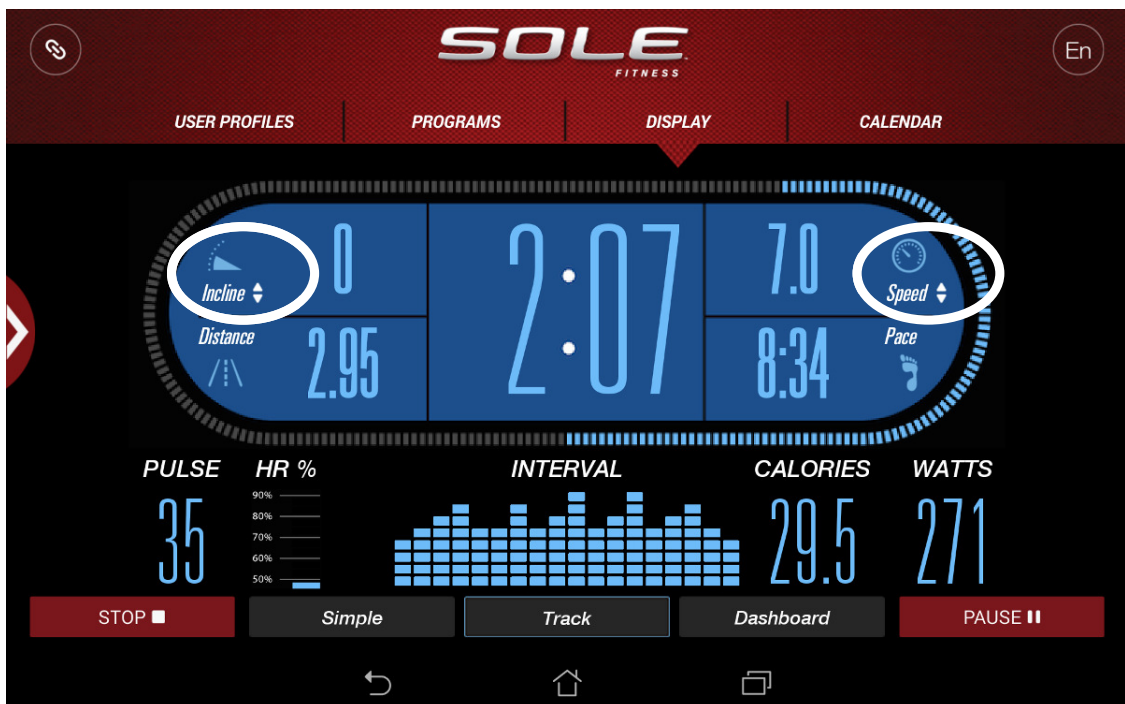 SOLE
FITNESS
En
USER PROFILES PROGRAMS DISPLAY CALENDAR
Incline 0
2:07
7.0 Speed
Distance 2.95
8:34 Pace
PULSE HR % INTERVAL CALORIES WATTS
35
90%
80%
70%
60%
50%
29.5 271
STOP Simple Track Dashboard PAUSE